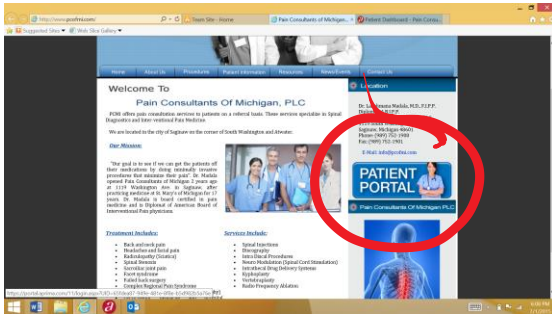 http://www.pcofmi.com/
Team Site - Home
Pain Consultants of Michigan...
Patient Dashboard - Pain Consu...
Suggested Sites
Web Slice Gallery
Home
About Us
Procedures
Patient Information
Resources
News/Events
Contact Us
Welcome To
Pain Consultants Of Michigan, PLC
PCMI offers pain consultation services to patients on a referral basis. These services specialize in Spinal
Diagnostics and Inter ventional Pain Medicine.
We are located in the city of Saginaw on the corner of South Washington and Atwater.
Our Mission:
"Our goal is to see if we can get the patients off
their medications by doing minimally invasive
procedures that minimize their pain". Dr. Madala
opened Pain Consultants of Michigan 2 years ago
at 1119 Washington Ave in Saginaw, after
practicing medicine at St. Mary's of Michigan for 17
years. Dr. Madala is board certified in pain
medicine and is Diplomat of American Board of
Interventional Pain physicians.
Treatment Includes:
Back and neck pain
Headaches and facial pain
Radiculopathy (Sciatica)
Spinal Stenosis
Sacroiliac joint pain
Facet syndrome
Failed back surgery
Complex Regional Pain Syndrome
Services Include:
Spinal Injections
Discography
Intra Discal Procedures
Neuro Modulation (Spinal Cord Stimulation)
Intrathecal Drug Delivery Systems
Kyphoplasty
Vertebroplasty
Radio Frequency Ablation
Location
Madala, M.D., F.I.P.P.
Saginaw, Michigan 48601
Phone: (989) 752-1900
Fax: (989) 752-1901
E-Mail: info@pcofmi.com
PATIENT
PORTAL
Pain Consultants Of Michigan PLC
6:06 PM